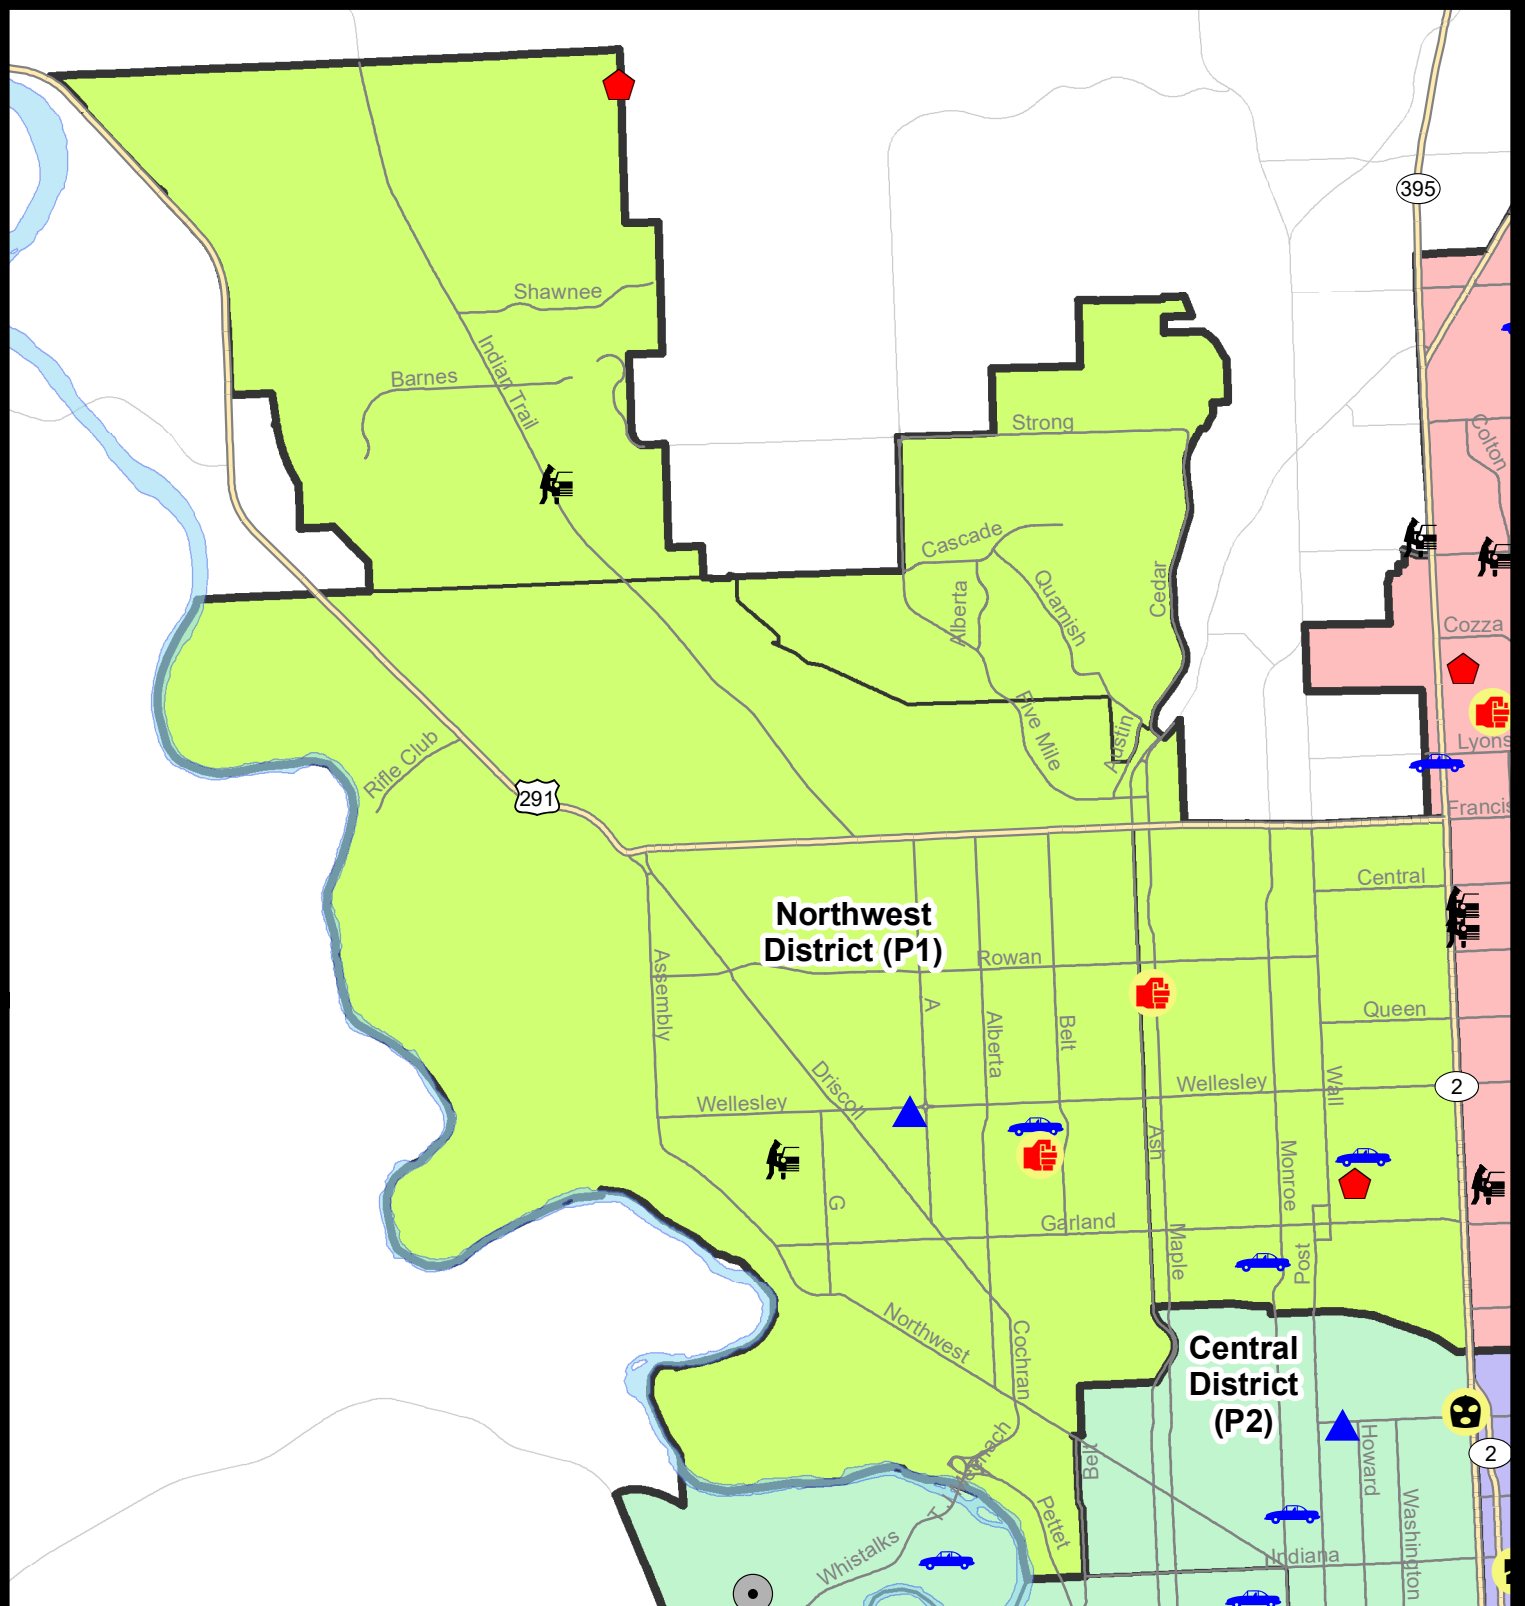 395
Shawnee
Indian Trail
Barnes
Strong
Colton
Cascade
Alberta
Quamish
Cedar
Cozza
Five Mile
Austin
Lyons
Rifle Club
291
Francis
Central
Northwest
District (P1)
Rowan
Assembly
A
Alberta
Belt
Queen
Driscoll
Wellesley
Wellesley
Wall
2
Ash
Monroe
G
Garland
Maple
Post
Northwest
Cochran
Central
District
(P2)
Belt
Howard
2
Washington
Pettet
Whistalks
Indiana